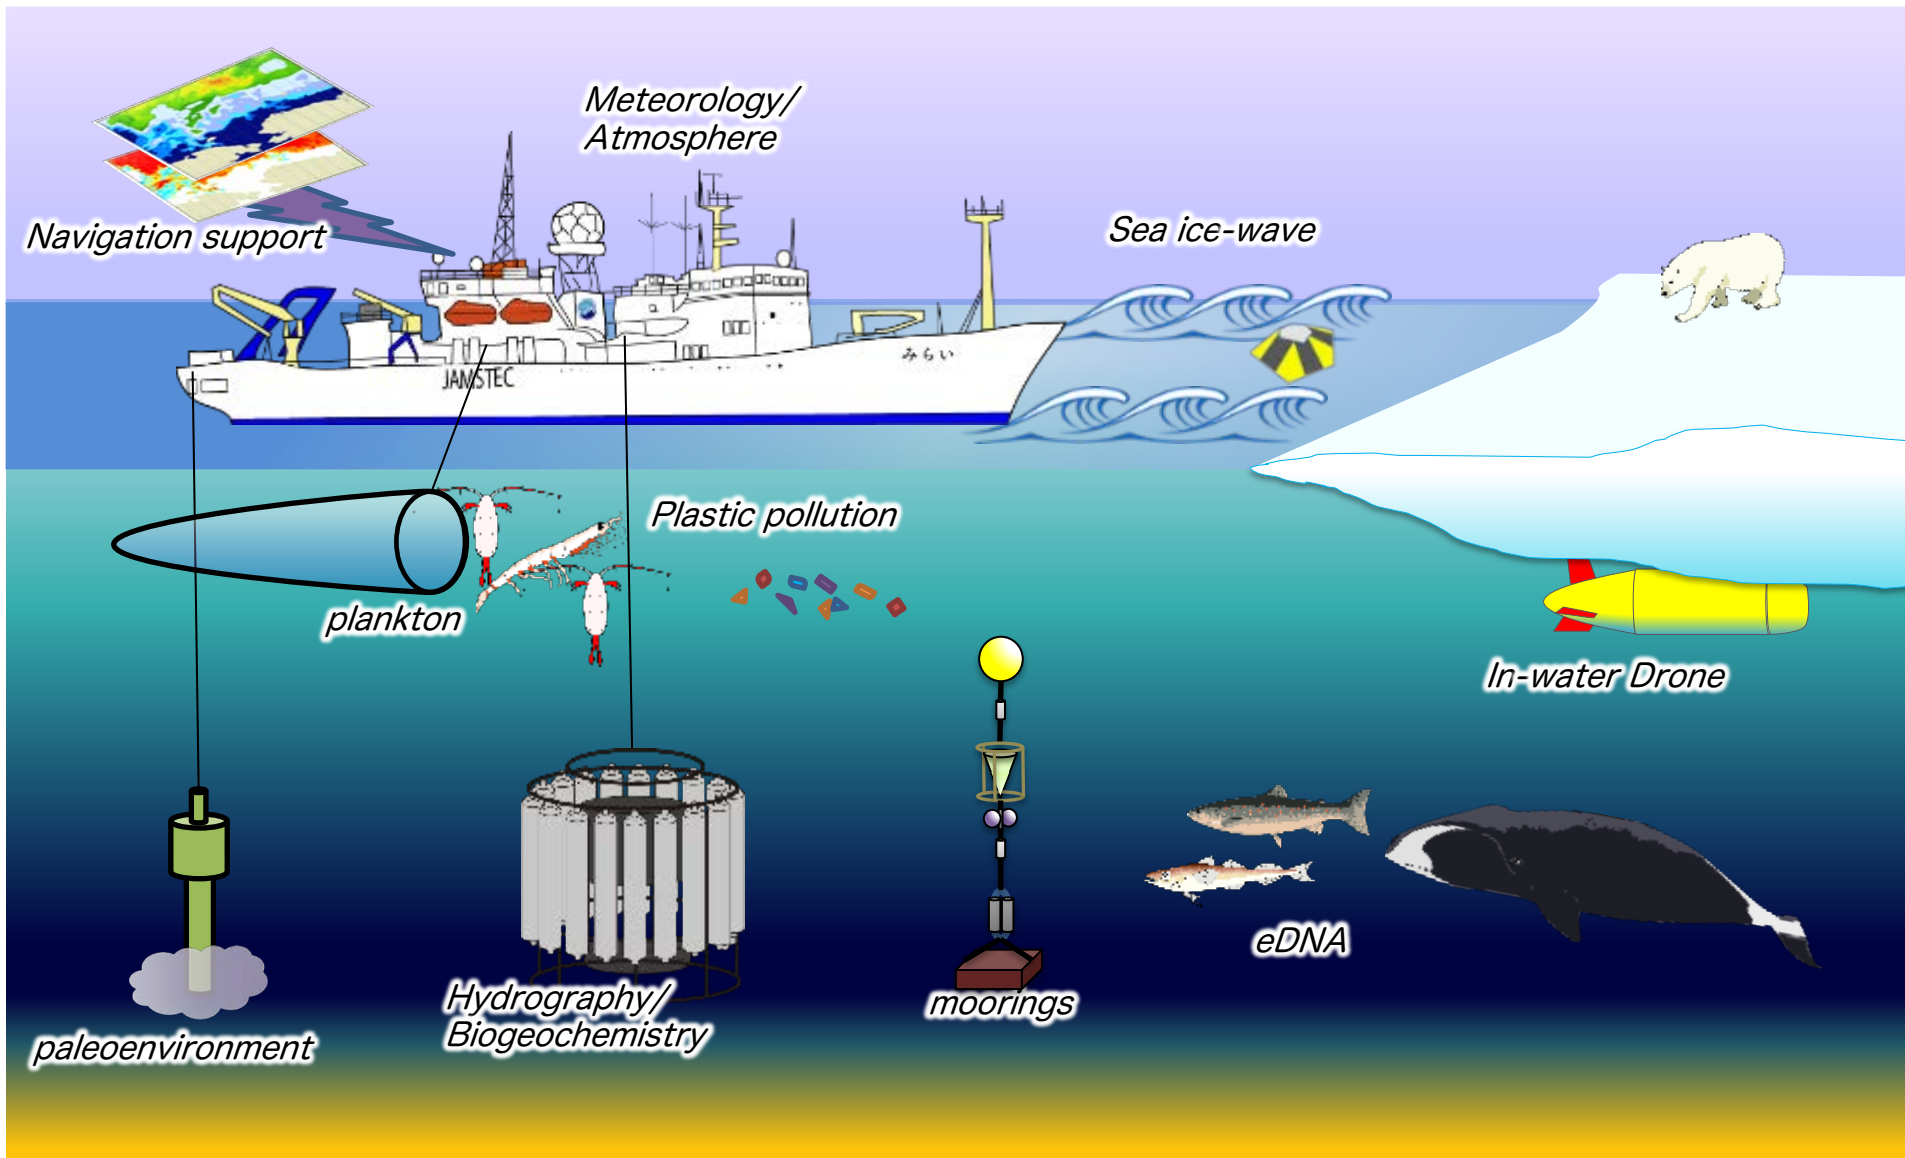 Meteorology/
Atmosphere
Navigation support
Sea ice-wave
みらい
JAMSTEC
Plastic pollution
plankton
In-water Drone
eDNA
Hydrography/
Biogeochemistry
moorings
paleoenvironment